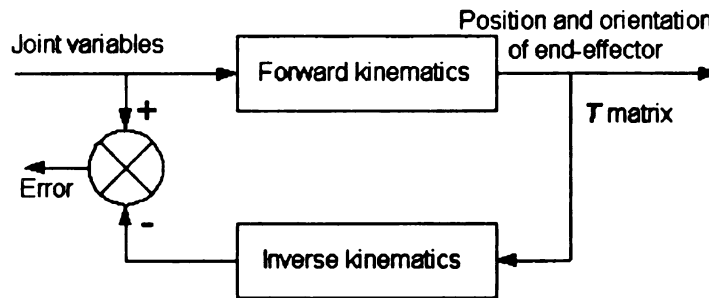 Position and orientation
of end-effector
Joint variables
Forward kinematics
T matrix
+
Error
-
Inverse kinematics